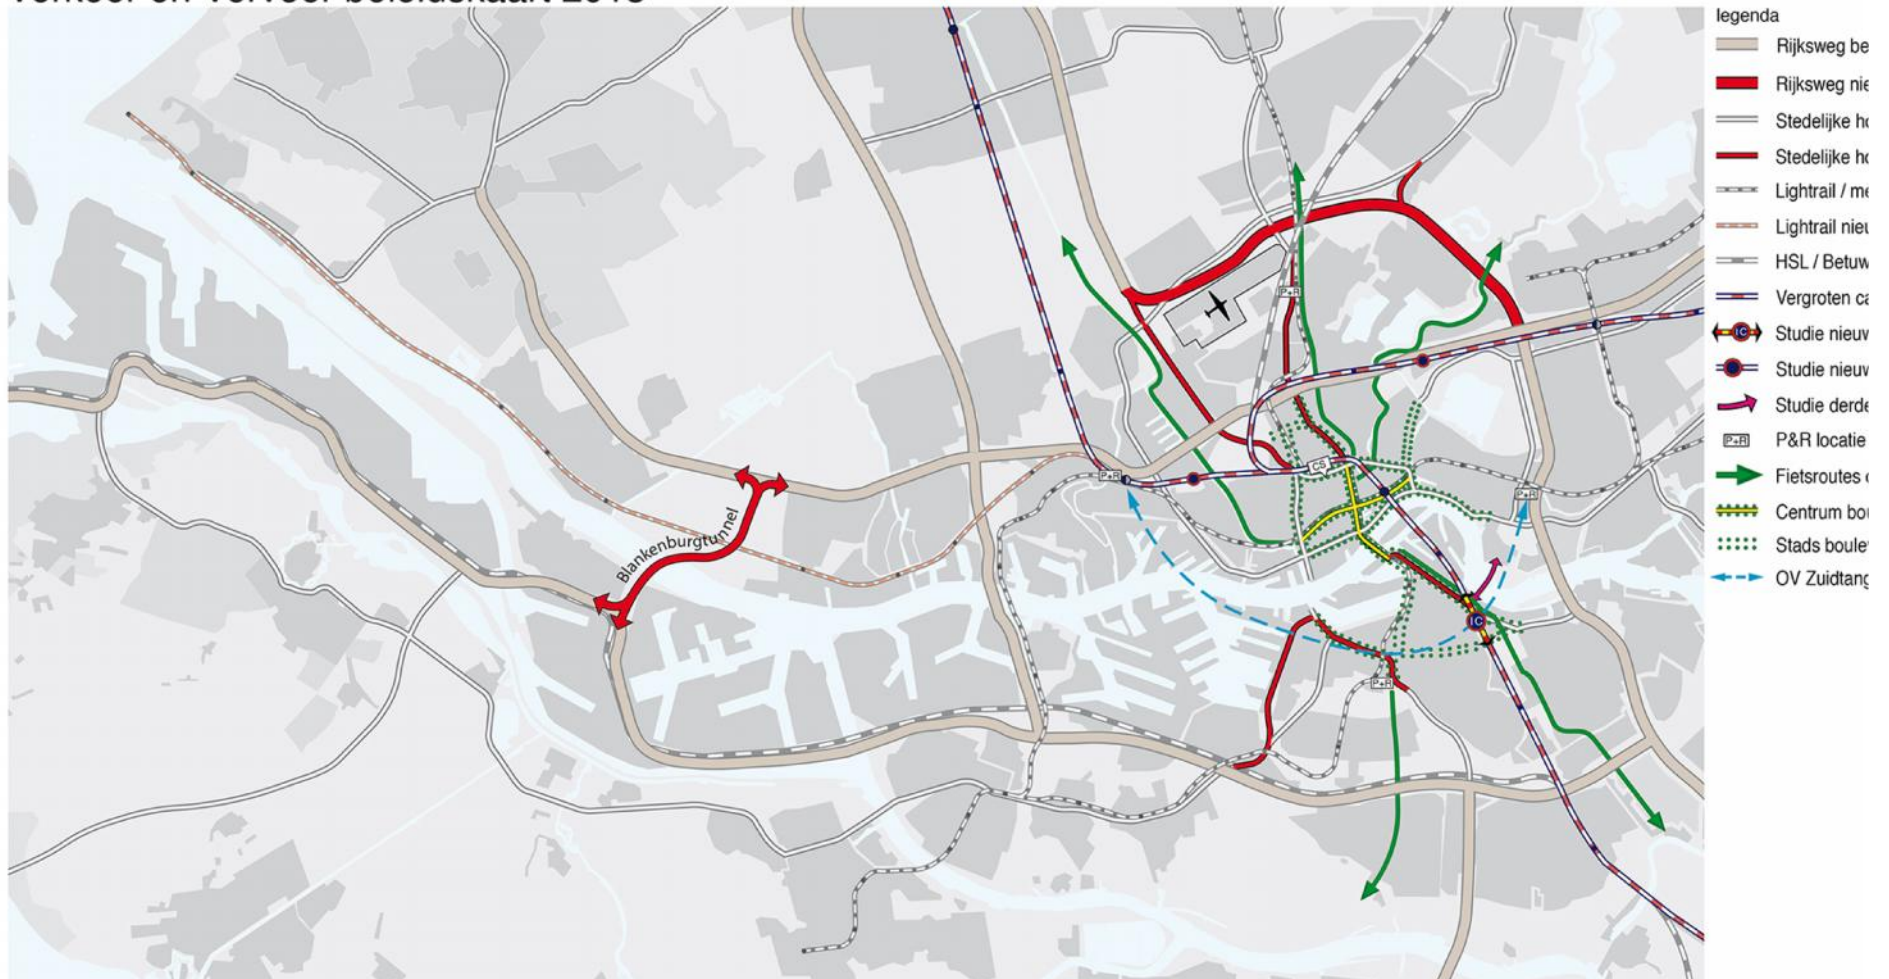 legenda
Rijksweg be
Rijksweg nie
Stedelijke ho
Stedelijke ho
Lightrail / me
Lightrail nieu
HSL / Betuw
Vergroten ca
IC Studie nieuw
Studie nieuw
Studie derde
P+R P&R locatie
Fietsroutes
Centrum bou
Stads boule
OV Zuidtang
P+R
P+R
CS
P+R
Blankenburgtunnel
IC
P+R